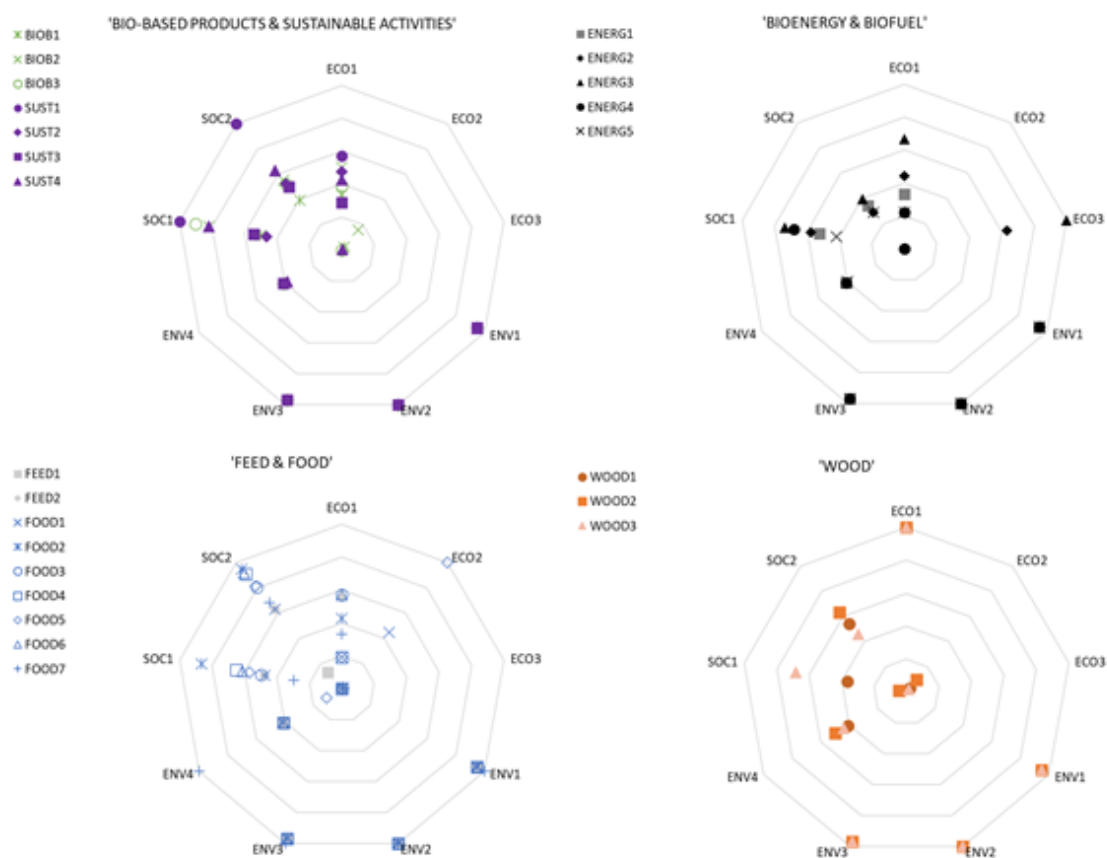 'BIO-BASED PRODUCTS & SUSTAINABLE ACTIVITIES'
BIOB1
BIOB2
BIOB3
SUST1
SUST2
SUST3
SUST4
ECO1
ECO2
ECO3
ENV1
ENV2
ENV3
ENV4
SOC1
SOC2
'BIOENERGY & BIOFUEL'
ENERG1
ENERG2
ENERG3
ENERG4
ENERG5
ECO1
ECO2
ECO3
ENV1
ENV2
ENV3
ENV4
SOC1
SOC2
'FEED & FOOD'
FEED1
FEED2
FOOD1
FOOD2
FOOD3
FOOD4
FOOD5
FOOD6
FOOD7
ECO1
ECO2
ECO3
ENV1
ENV2
ENV3
ENV4
SOC1
SOC2
'WOOD'
WOOD1
WOOD2
WOOD3
ECO1
ECO2
ECO3
ENV1
ENV2
ENV3
ENV4
SOC1
SOC2